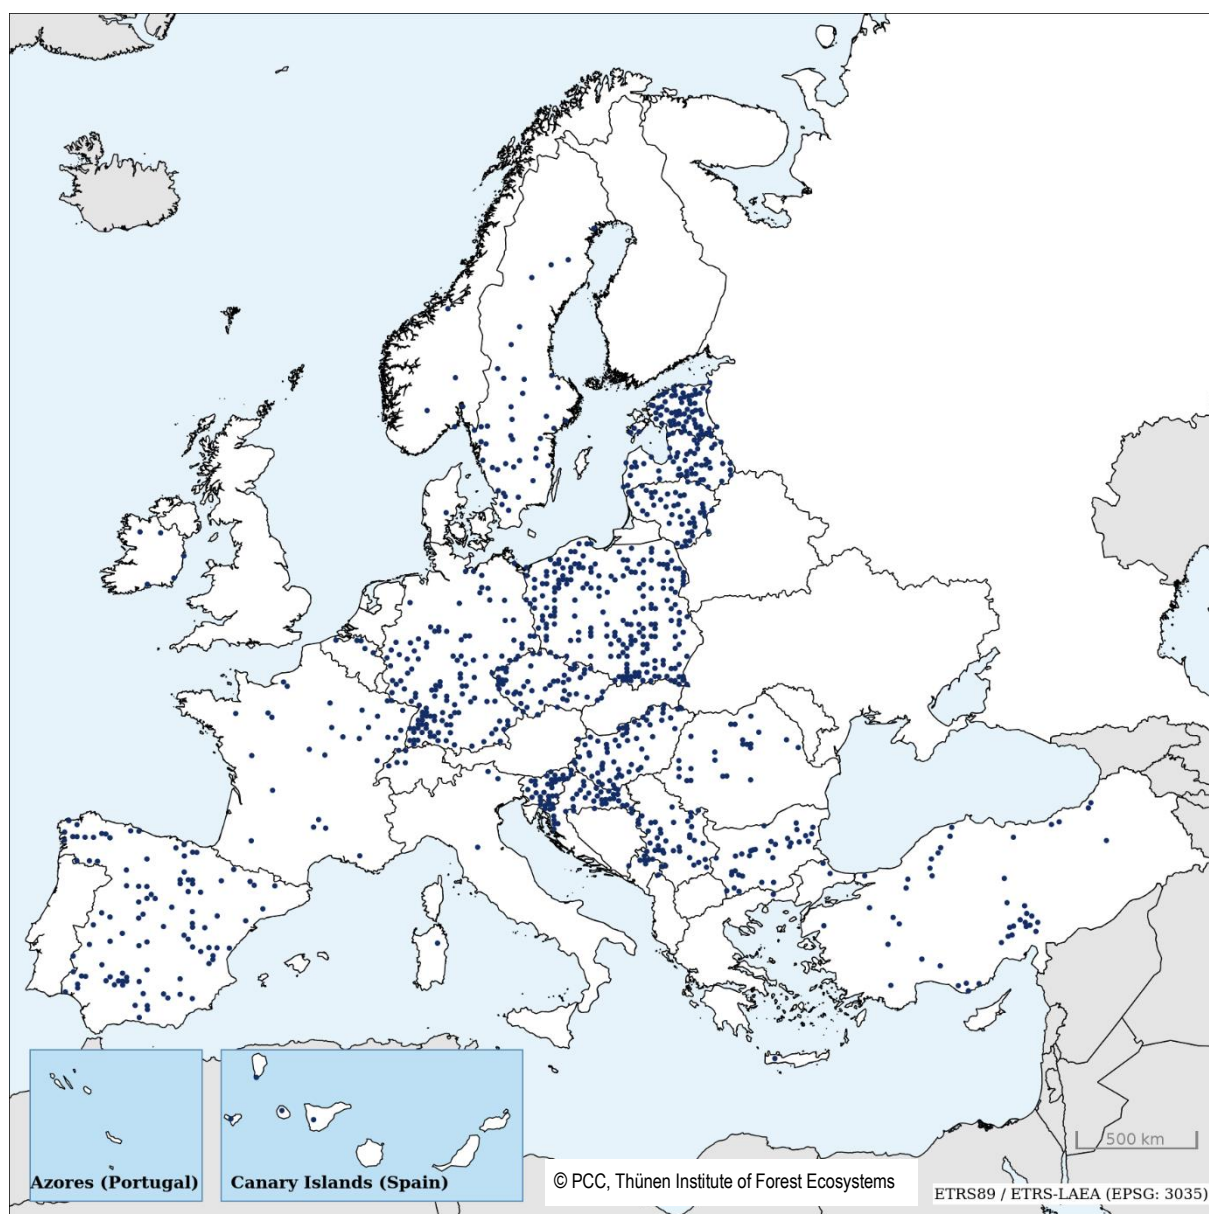 500 km
Azores (Portugal)
Canary Islands (Spain)
© PCC, Thünen Institute of Forest Ecosystems
ETRS89 / ETRS-LAEA (EPSG: 3035)